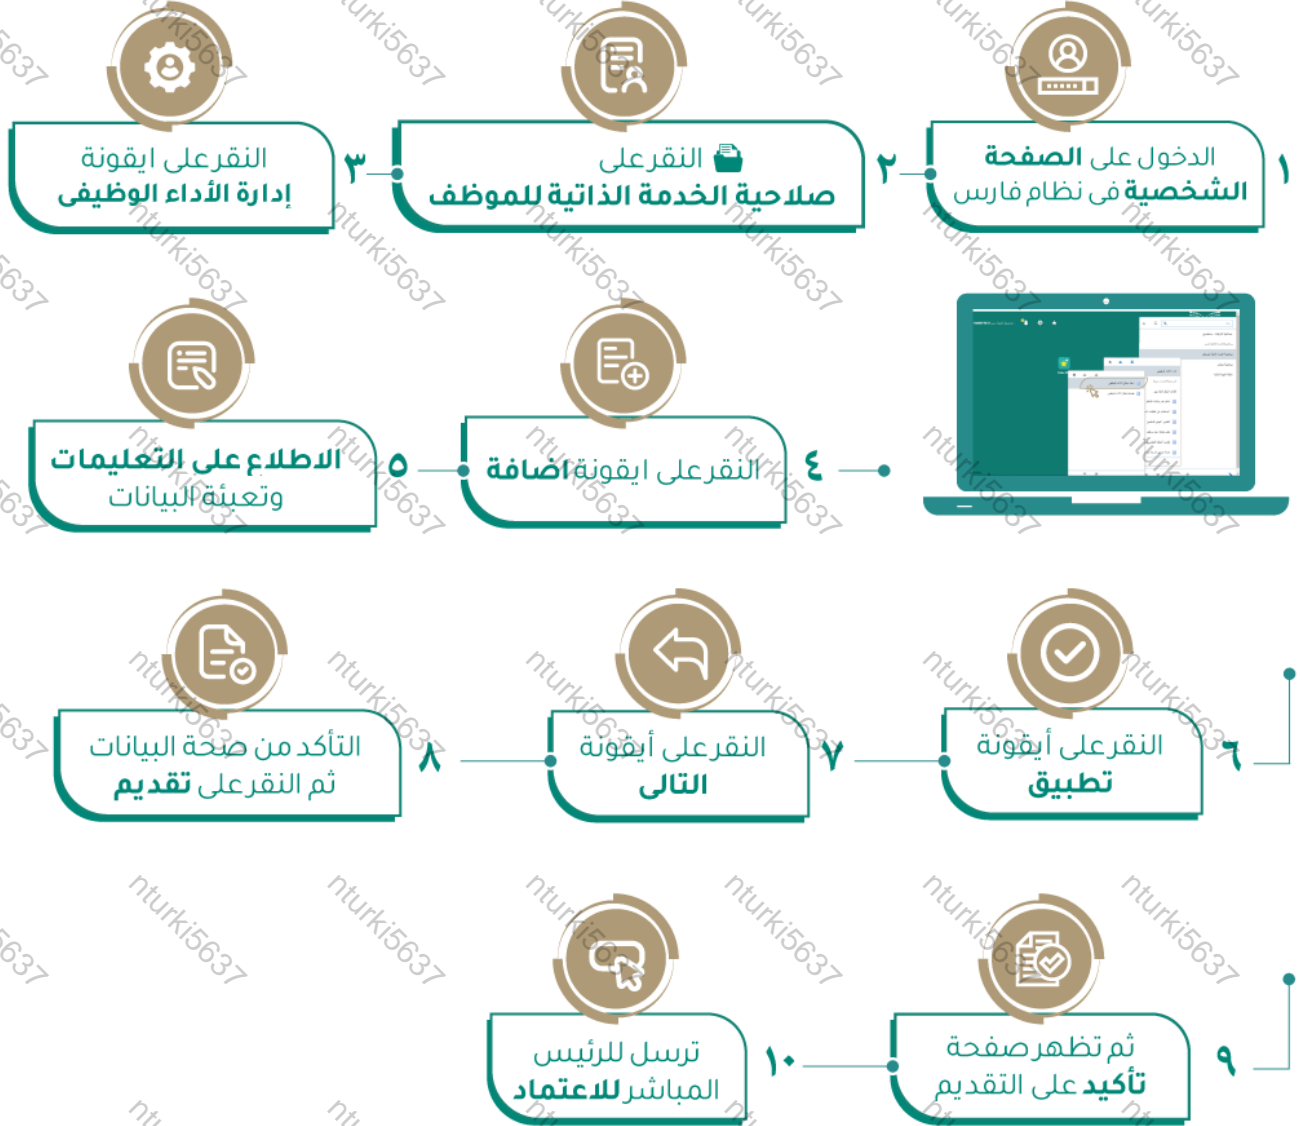 ١
الدخول على الصفحة
الشخصية في نظام فارس
٢
النقر على
صلاحية الخدمة الذاتية للموظف
٣
النقر على ايقونة
إدارة الأداء الوظيفي
٤
النقر على ايقونة اضافة
٥
الاطلاع على التعليمات
وتعبئة البيانات
٦
النقر على أيقونة
تطبيق
٧
النقر على أيقونة
التالي
٨
التأكد من صحة البيانات
ثم النقر على تقديم
٩
ثم تظهر صفحة
تأكيد على التقديم
١٠
ترسل للرئيس
المباشر للاعتماد
nturki5637